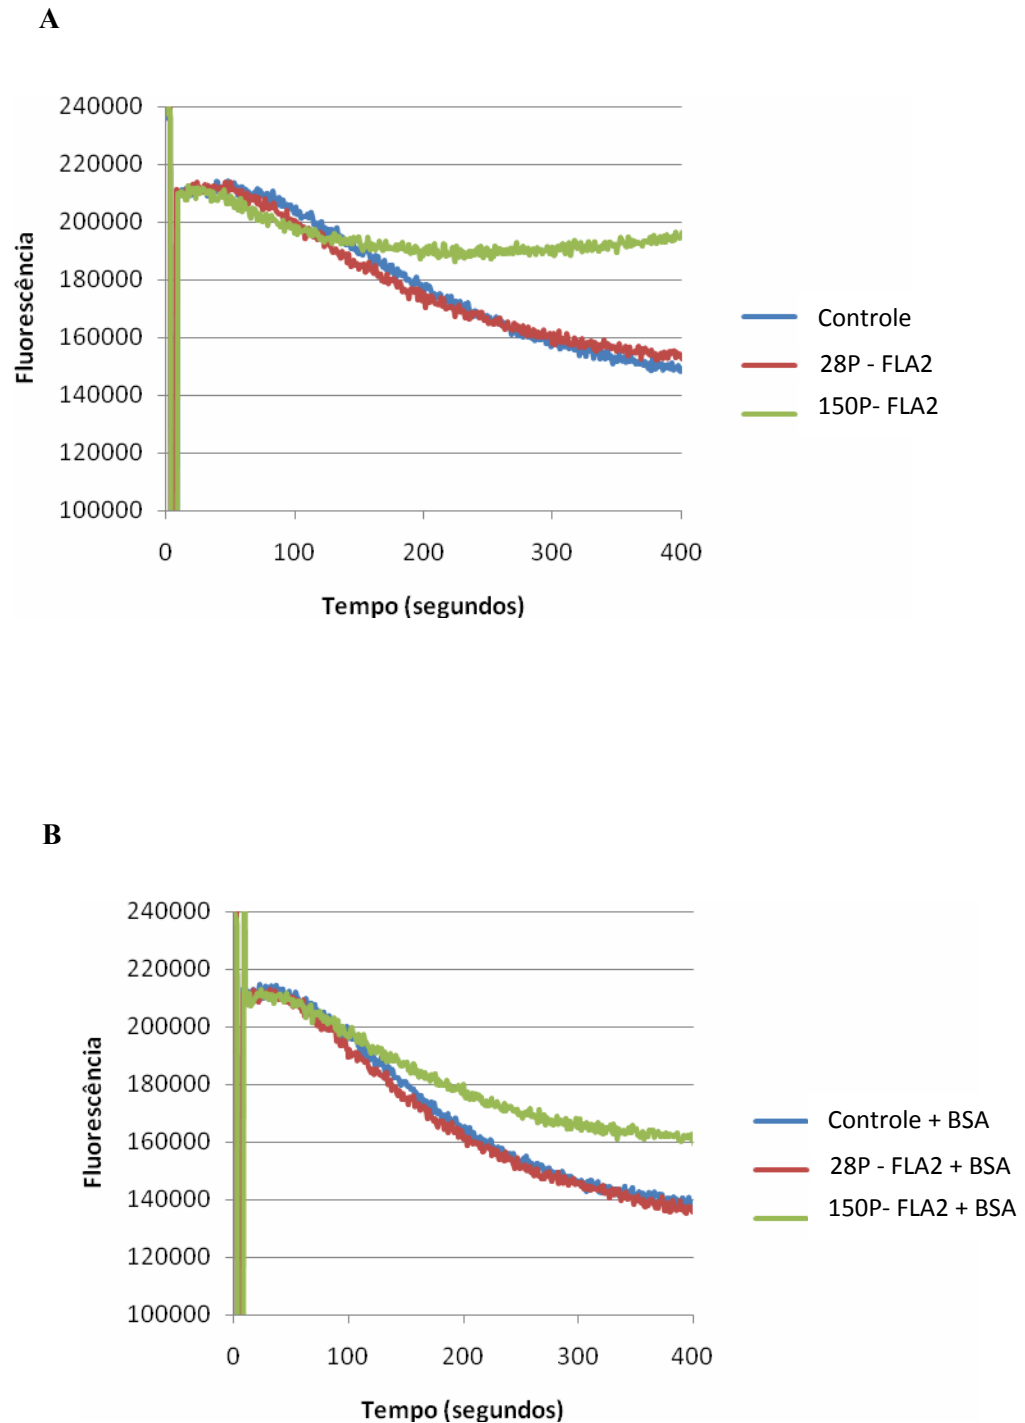 A
240000
220000
200000
180000
160000
140000
120000
100000
Fluorescência
0 100 200 300 400
Tempo (segundos)
Controle
28P - FLA2
150P- FLA2
B
240000
220000
200000
180000
160000
140000
120000
100000
Fluorescência
0 100 200 300 400
Tempo (segundos)
Controle + BSA
28P - FLA2 + BSA
150P- FLA2 + BSA